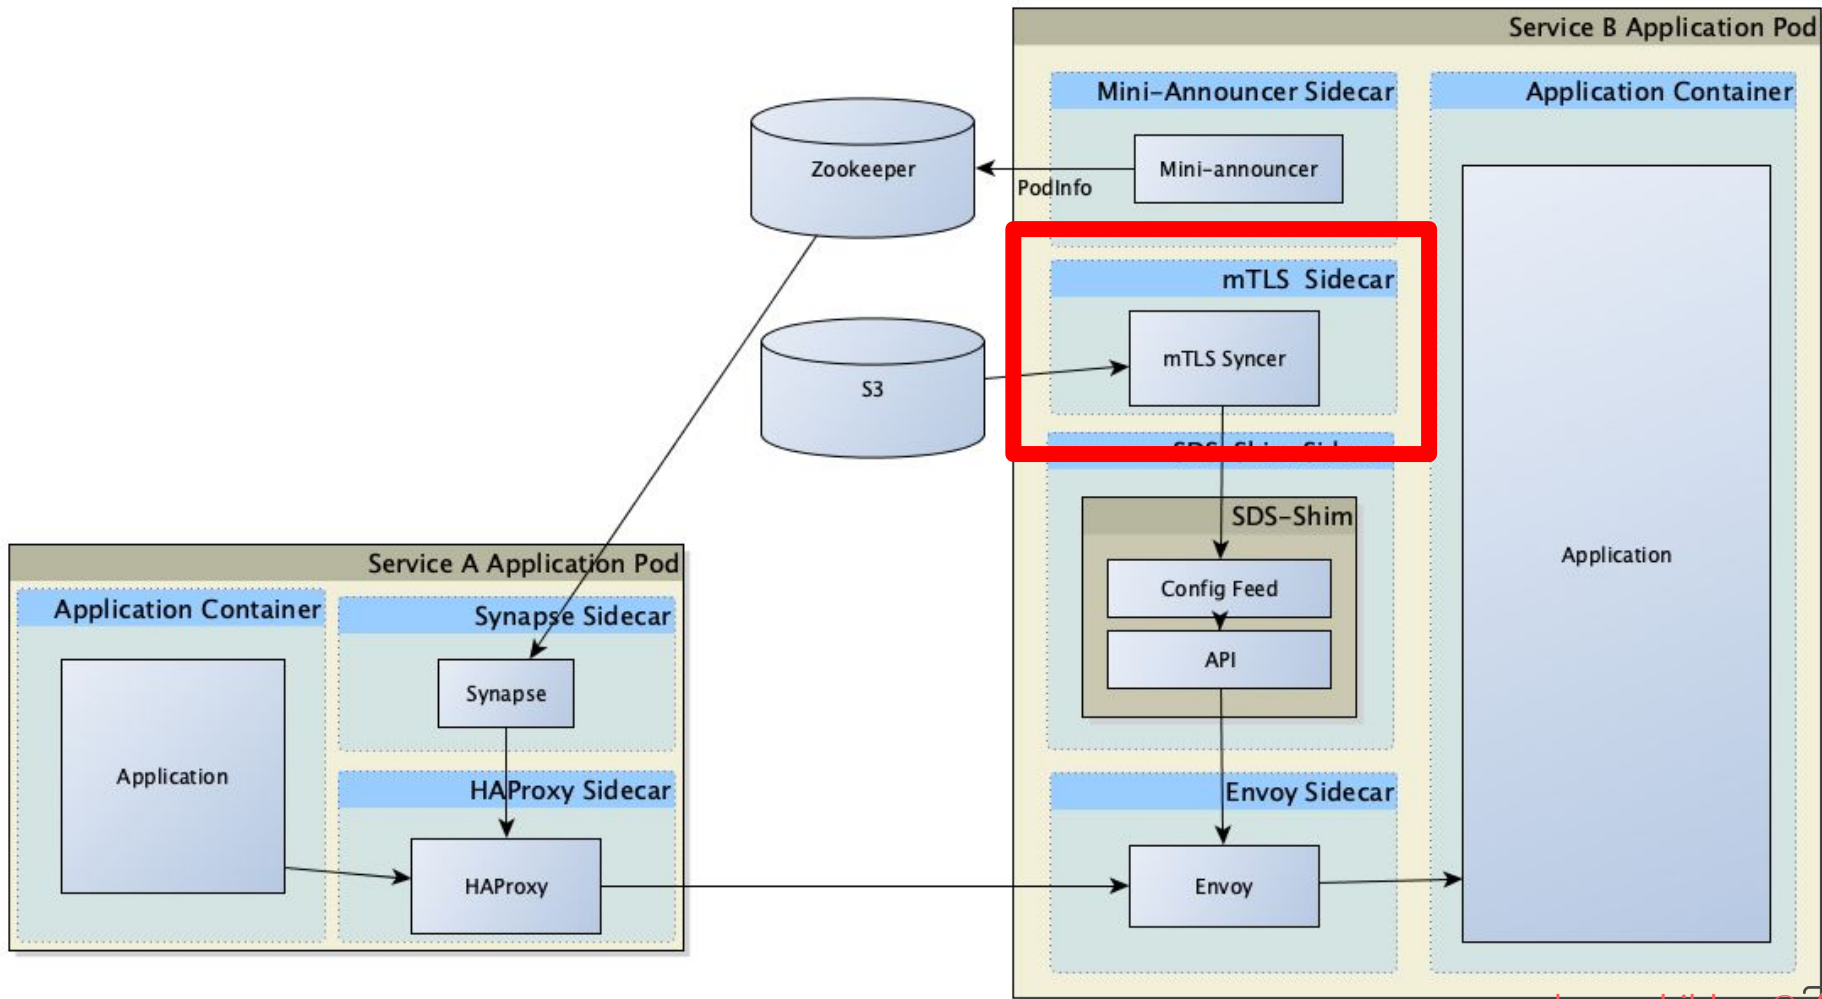 Service B Application Pod
Mini-Announcer Sidecar
Application Container
Zookeeper
PodInfo
Mini-announcer
mTLS  Sidecar
S3
mTLS Syncer
SDS-Shim
Config Feed
API
Application
Service A Application Pod
Application Container
Synapse Sidecar
Synapse
Application
HAProxy Sidecar
HAProxy
Envoy Sidecar
Envoy